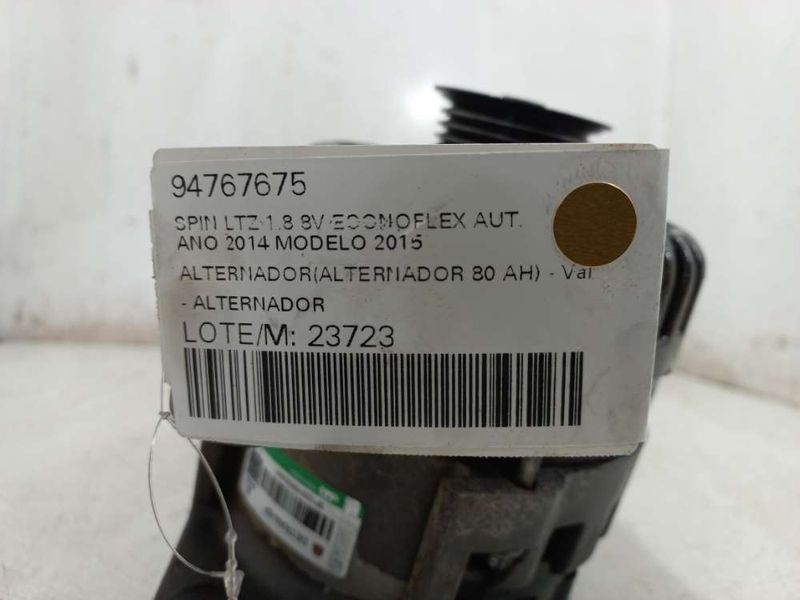 94767675
SPIN LTZ 1.8 8V ECONOFLEX AUT.
ANO 2014 MODELO 2015
ALTERNADOR(ALTERNADOR 80 AH) - Val
- ALTERNADOR
LOTE/M: 23723